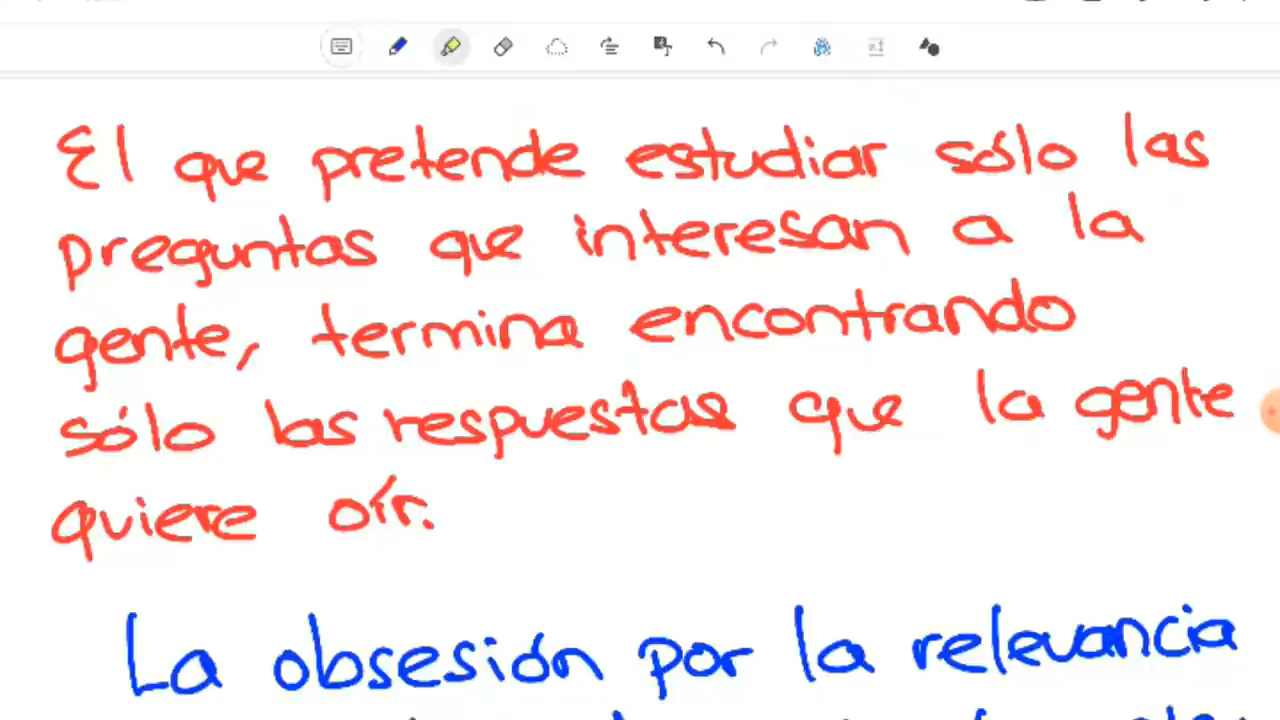 El que pretende estudiar sólo las
preguntas que interesan a la
gente, termina encontrando
sólo las respuestas que la gente
quiere oír.
La obsesión por la relevancia